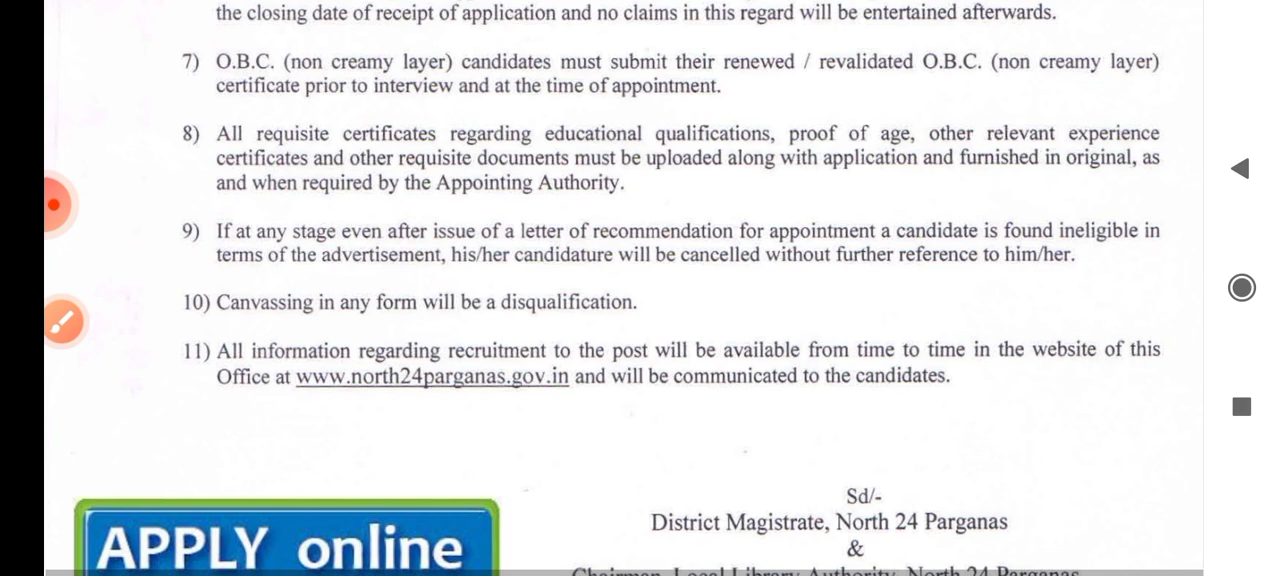 the closing date of receipt of application and no claims in this regard will be entertained afterwards.
7) O.B.C. (non creamy layer) candidates must submit their renewed / revalidated O.B.C. (non creamy layer)
certificate prior to interview and at the time of appointment.
8) All requisite certificates regarding educational qualifications, proof of age, other relevant experience
certificates and other requisite documents must be uploaded along with application and furnished in original, as
and when required by the Appointing Authority.
9) If at any stage even after issue of a letter of recommendation for appointment a candidate is found ineligible in
terms of the advertisement, his/her candidature will be cancelled without further reference to him/her.
10) Canvassing in any form will be a disqualification.
11) All information regarding recruitment to the post will be available from time to time in the website of this
Office at www.north24parganas.gov.in and will be communicated to the candidates.
Sd/-
District Magistrate, North 24 Parganas
&
Chairman, Local Library Authority, North 24 Parganas
APPLY online